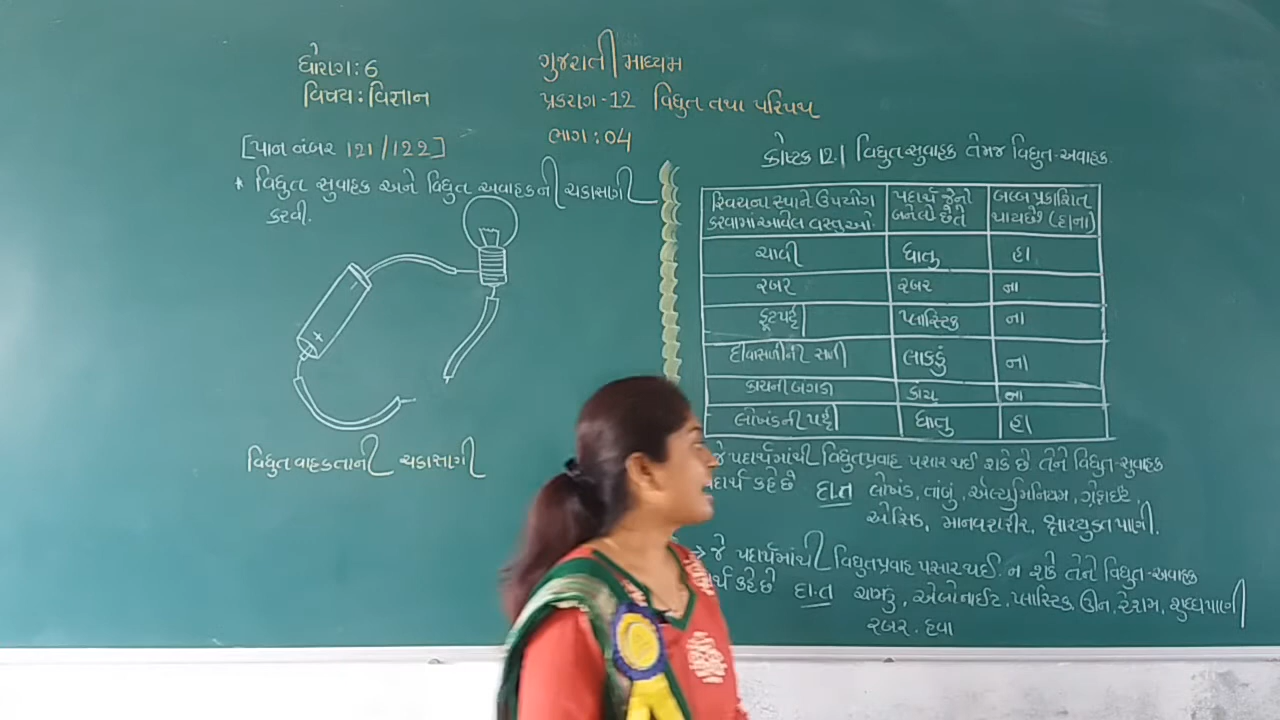 ધોરણ : 6
વિષય : વિજ્ઞાન
ગુજરાતી માધ્યમ
પ્રકરણ - 12 વિદ્યુત તથા પરિપથ
ભાગ : 04
[પાન નંબર 121/122]
* વિદ્યુત સુવાહક અને વિદ્યુત અવાહકની ચકાસણી
કરવી.
+
વિદ્યુત વાહકતાની ચકાસણી
કોષ્ટક 12.1 વિદ્યુત સુવાહક તેમજ વિદ્યુત-અવાહક
સ્વિચના સ્થાને ઉપયોગ કરવામાં આવેલ વસ્તુઓ. | પદાર્થ જેનો બનેલો છે તે | બલ્બ પ્રકાશિત થાય છે? (હા/ના)
ચાવી | ધાતુ | હા
રબર | રબર | ના
ફૂટપટ્ટી | પ્લાસ્ટિક | ના
દીવાસળીની સળી | લાકડું | ના
કાચની બંગડી | કાચ | ના
લોખંડની પટ્ટી | ધાતુ | હા
જે પદાર્થમાંથી વિદ્યુતપ્રવાહ પસાર થઈ શકે છે તેને વિદ્યુત-સુવાહક
પદાર્થ કહે છે દા.ત લોખંડ, તાંબું, એલ્યુમિનિયમ, ગ્રેફાઈટ,
એસિડ, માનવશરીર, ક્ષારયુક્ત પાણી.
→ જે પદાર્થમાંથી વિદ્યુતપ્રવાહ પસાર થઈ ન શકે તેને વિદ્યુત-અવાહક
ર્થ કહે છે દા.ત ચામડું, એબોનાઈટ, પ્લાસ્ટિક, ઊન, રેશમ, શુદ્ધપાણી
રબર. હવા